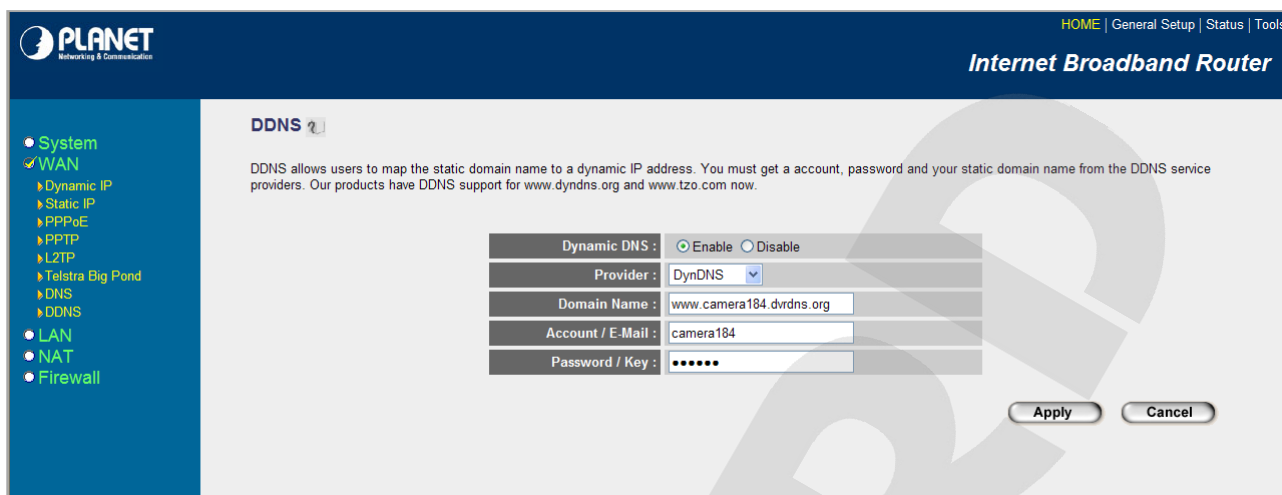 PLANET
Networking & Communication
HOME | General Setup | Status | Tools
Internet Broadband Router
System
WAN
Dynamic IP
Static IP
PPPoE
PPTP
L2TP
Telstra Big Pond
DNS
DDNS
LAN
NAT
Firewall
DDNS
DDNS allows users to map the static domain name to a dynamic IP address. You must get a account, password and your static domain name from the DDNS service
providers. Our products have DDNS support for www.dyndns.org and www.tzo.com now.
Dynamic DNS : Enable Disable
Provider : DynDNS
Domain Name : www.camera184.dvrdns.org
Account / E-Mail : camera184
Password / Key : ••••••
Apply Cancel